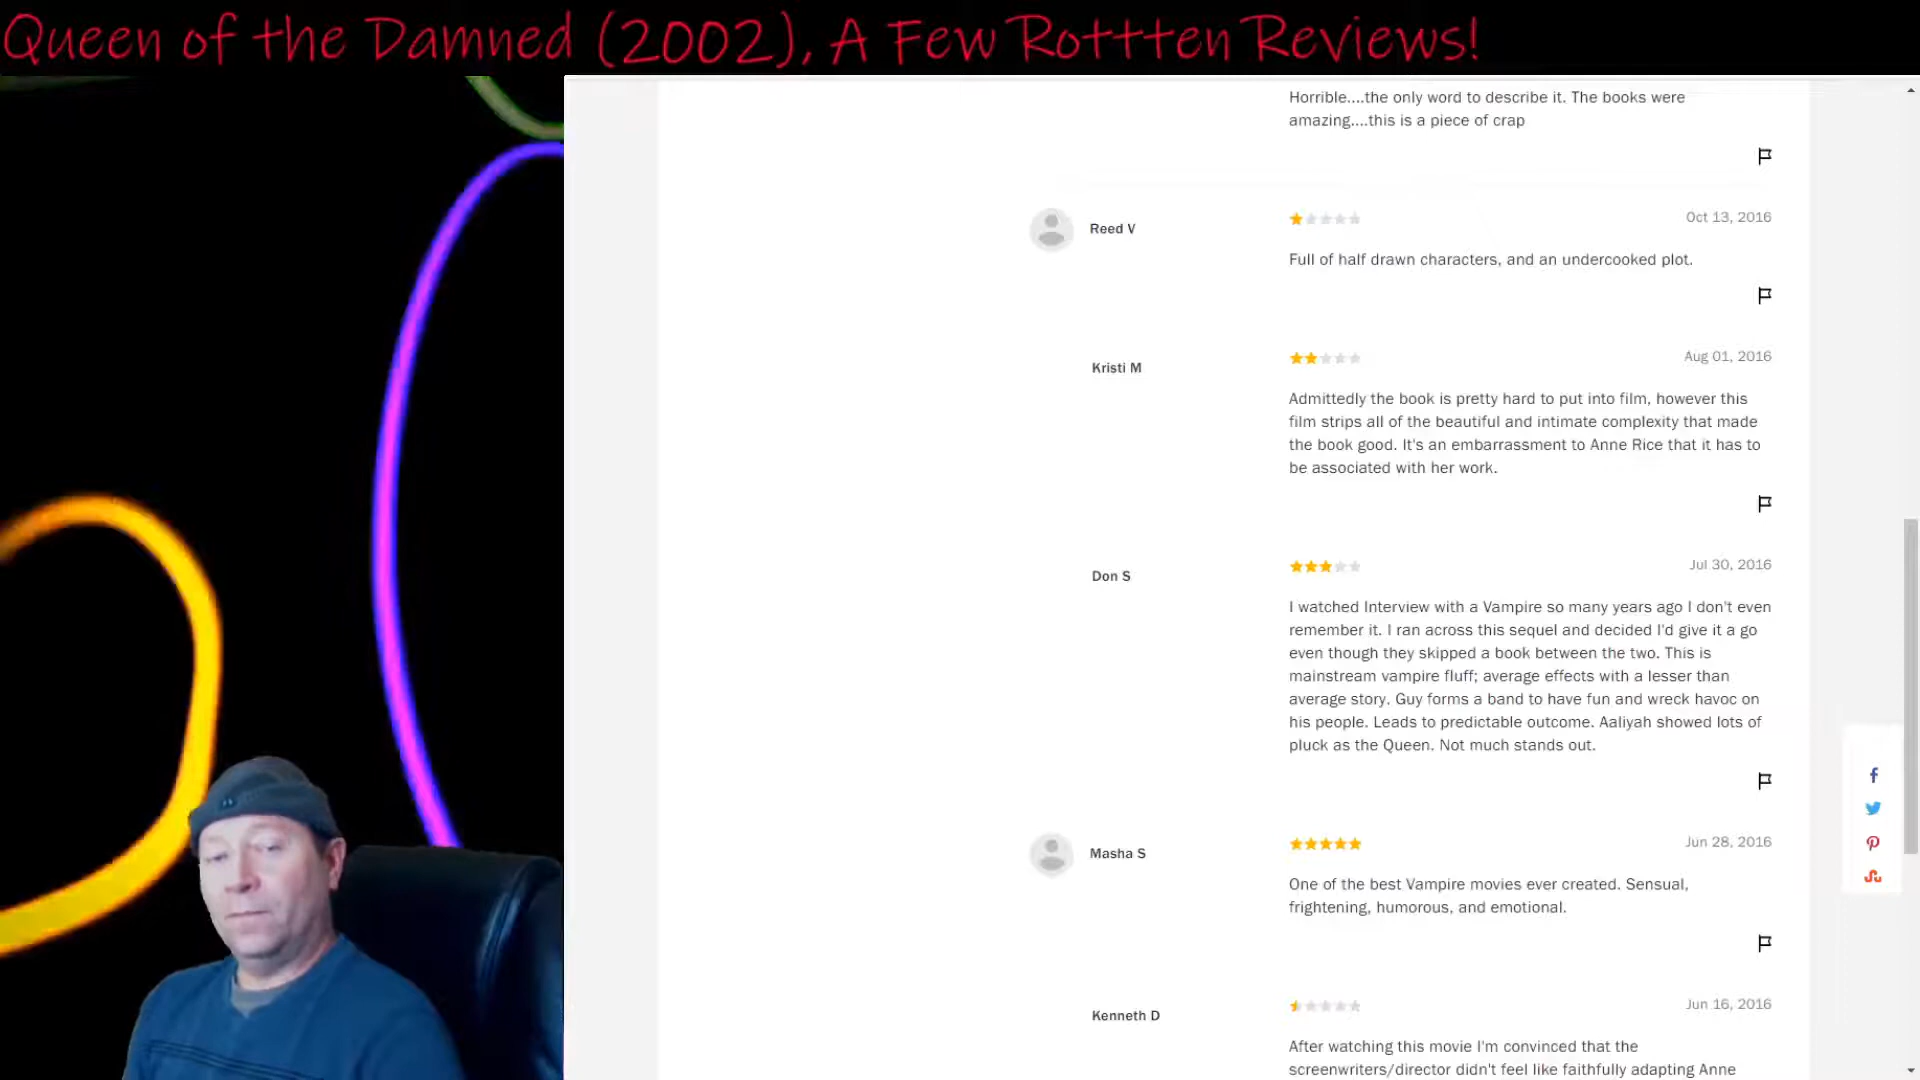 Queen of the Damned (2002), A Few Rottten Reviews!
Horrible....the only word to describe it. The books were
amazing....this is a piece of crap
Reed V
Oct 13, 2016
Full of half drawn characters, and an undercooked plot.
Kristi M
Aug 01, 2016
Admittedly the book is pretty hard to put into film, however this
film strips all of the beautiful and intimate complexity that made
the book good. It's an embarrassment to Anne Rice that it has to
be associated with her work.
Don S
Jul 30, 2016
I watched Interview with a Vampire so many years ago I don't even
remember it. I ran across this sequel and decided I'd give it a go
even though they skipped a book between the two. This is
mainstream vampire fluff; average effects with a lesser than
average story. Guy forms a band to have fun and wreck havoc on
his people. Leads to predictable outcome. Aaliyah showed lots of
pluck as the Queen. Not much stands out.
Masha S
Jun 28, 2016
One of the best Vampire movies ever created. Sensual,
frightening, humorous, and emotional.
Kenneth D
Jun 16, 2016
After watching this movie I'm convinced that the
screenwriters/director didn't feel like faithfully adapting Anne